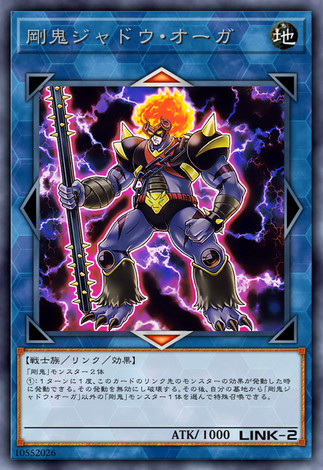 剛鬼ジャドウ・オーガ
地
【戦士族／リンク／効果】
「剛鬼」モンスター２体
①：１ターンに１度、このカードのリンク先のモンスターの効果が発動した時
に発動できる。その発動を無効にし破壊する。その後、自分の墓地から「剛鬼
ジャドウ・オーガ」以外の「剛鬼」モンスター１体を選んで特殊召喚できる。
ATK/ 1000 LINK-2
10552026